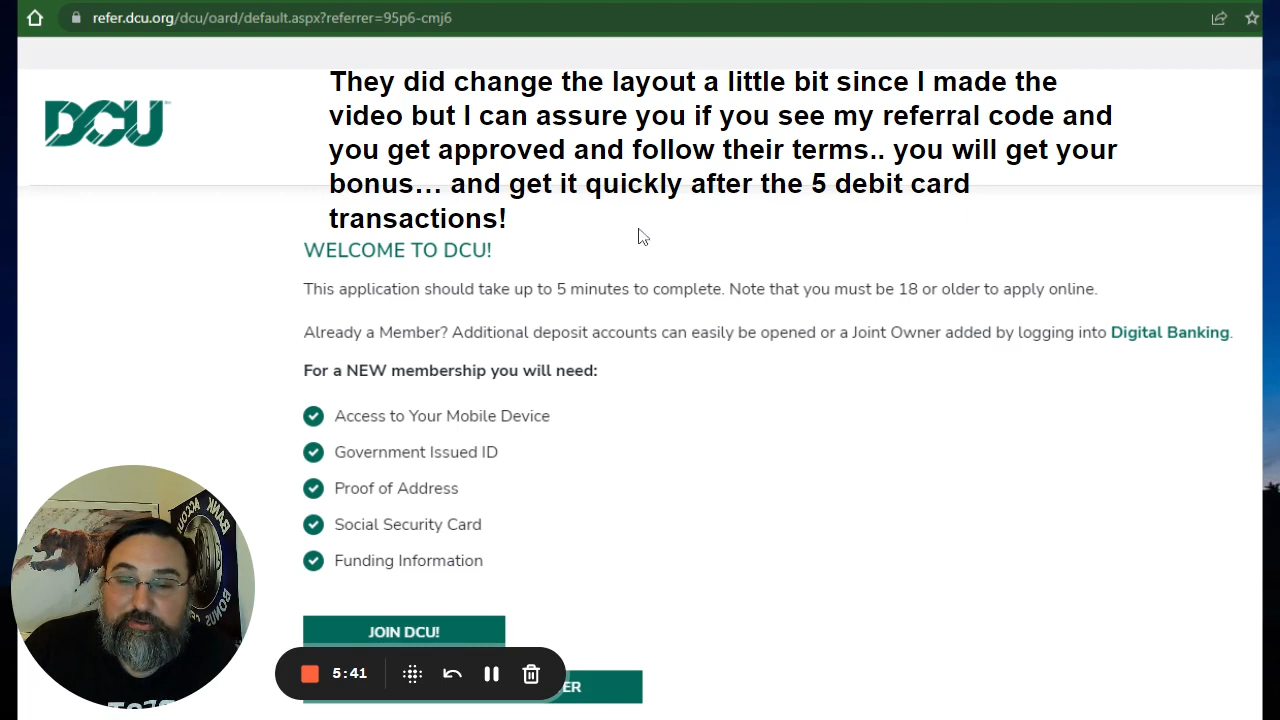 refer.dcu.org/dcu/oard/default.aspx?referrer=95p6-cmj6
They did change the layout a little bit since I made the
video but I can assure you if you see my referral code and
you get approved and follow their terms.. you will get your
bonus… and get it quickly after the 5 debit card
transactions!
DCU
WELCOME TO DCU!
This application should take up to 5 minutes to complete. Note that you must be 18 or older to apply online.
Already a Member? Additional deposit accounts can easily be opened or a Joint Owner added by logging into Digital Banking.
For a NEW membership you will need:
Access to Your Mobile Device
Government Issued ID
Proof of Address
Social Security Card
Funding Information
JOIN DCU!
5:41
ER
BANK
BONUS